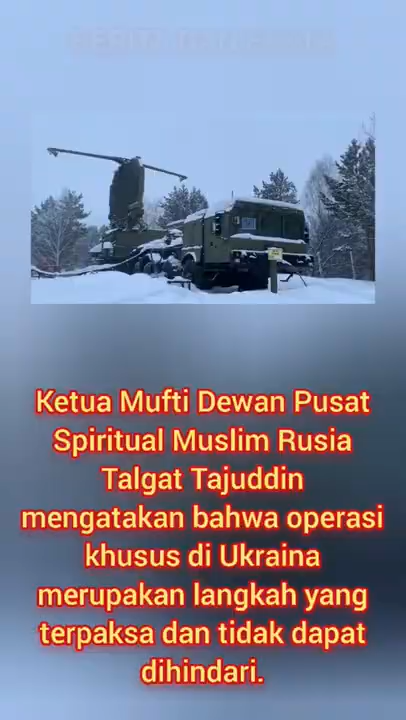 Ketua Mufti Dewan Pusat
Spiritual Muslim Rusia
Talgat Tajuddin
mengatakan bahwa operasi
khusus di Ukraina
merupakan langkah yang
terpaksa dan tidak dapat
dihindari.